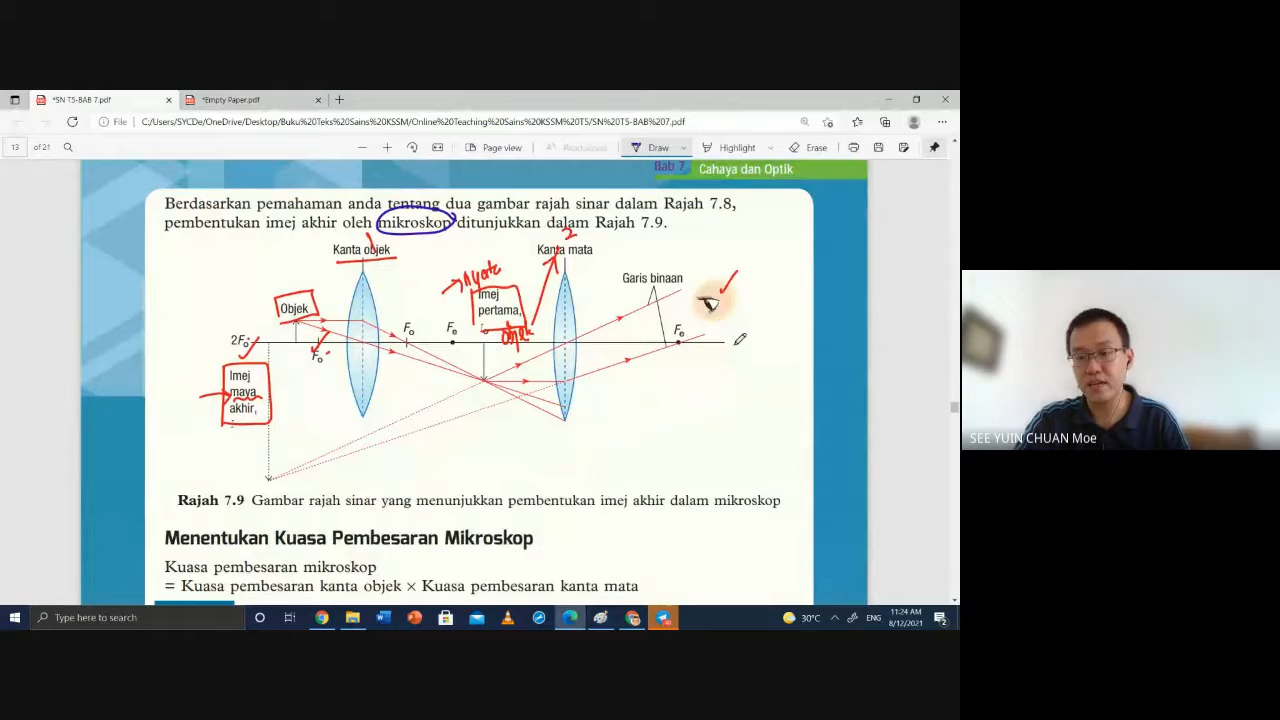 *SN T5-BAB 7.pdf
*Empty Paper.pdf
File
C:/Users/SYCDe/OneDrive/Desktop/Buku%20Teks%20Sains%20KSSM/Online%20Teaching%20Sains%20KSSM%20T5/SN%20T5-BAB%207.pdf
13 of 21
Page view
Read aloud
Draw
Highlight
Erase
Bab 7 Cahaya dan Optik
Berdasarkan pemahaman anda tentang dua gambar rajah sinar dalam Rajah 7.8,
pembentukan imej akhir oleh mikroskop ditunjukkan dalam Rajah 7.9.
1
2
Kanta objek
Kanta mata
Nyata
Garis binaan
Objek
Imej
pertama,
objek
Fo
Fe
Fe
2Fo
Fo
Imej
maya
akhir,
Rajah 7.9 Gambar rajah sinar yang menunjukkan pembentukan imej akhir dalam mikroskop
Menentukan Kuasa Pembesaran Mikroskop
Kuasa pembesaran mikroskop
= Kuasa pembesaran kanta objek × Kuasa pembesaran kanta mata
SEE YUIN CHUAN Moe
Type here to search
30°C
ENG
11:24 AM
8/12/2021
2